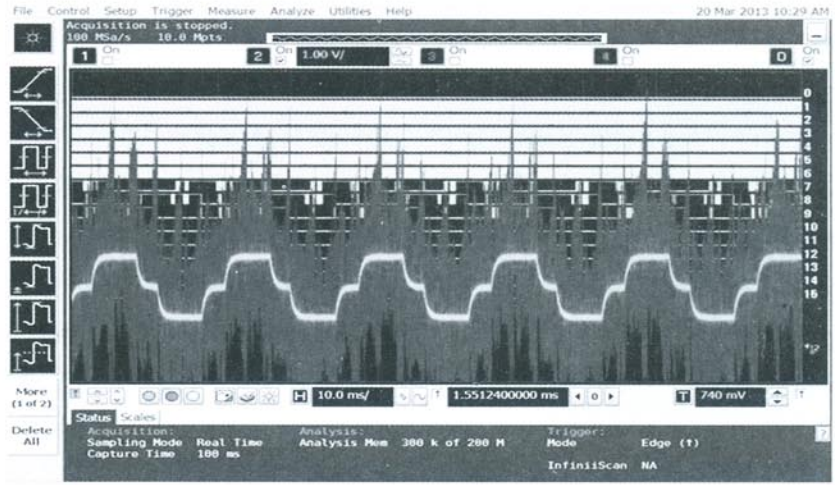 File Control Setup Trigger Measure Analyze Utilities Help 20 Mar 2013 10:29 AM
Acquisition is stopped.
100 MSa/s 10.0 Mpts
1 On 2 On 1.00 V/ 3 On 4 On D On
0
1
2
3
4
5
6
7
8
9
10
11
12
13
14
15
More
(1 of 2)
Delete
All
H 10.0 ms/ 1.5512400000 ms 0 T 740 mV
Status Scales
Acquisition: Analysis: Trigger:
Sampling Mode Real Time Analysis Mem 300 k of 200 M Mode Edge (↑)
Capture Time 100 ms
InfiniiScan NA